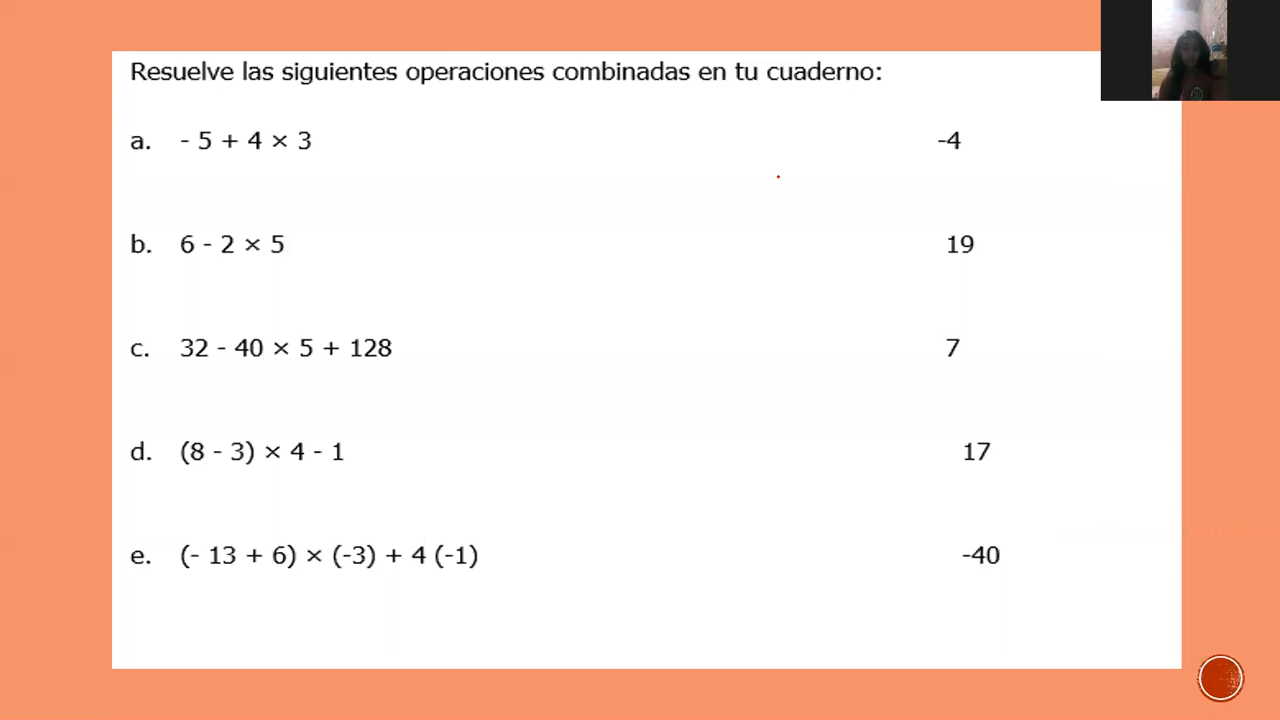 Resuelve las siguientes operaciones combinadas en tu cuaderno:
a. - 5 + 4 × 3 -4
b. 6 - 2 × 5 19
c. 32 - 40 × 5 + 128 7
d. (8 - 3) × 4 - 1 17
e. (- 13 + 6) × (-3) + 4 (-1) -40